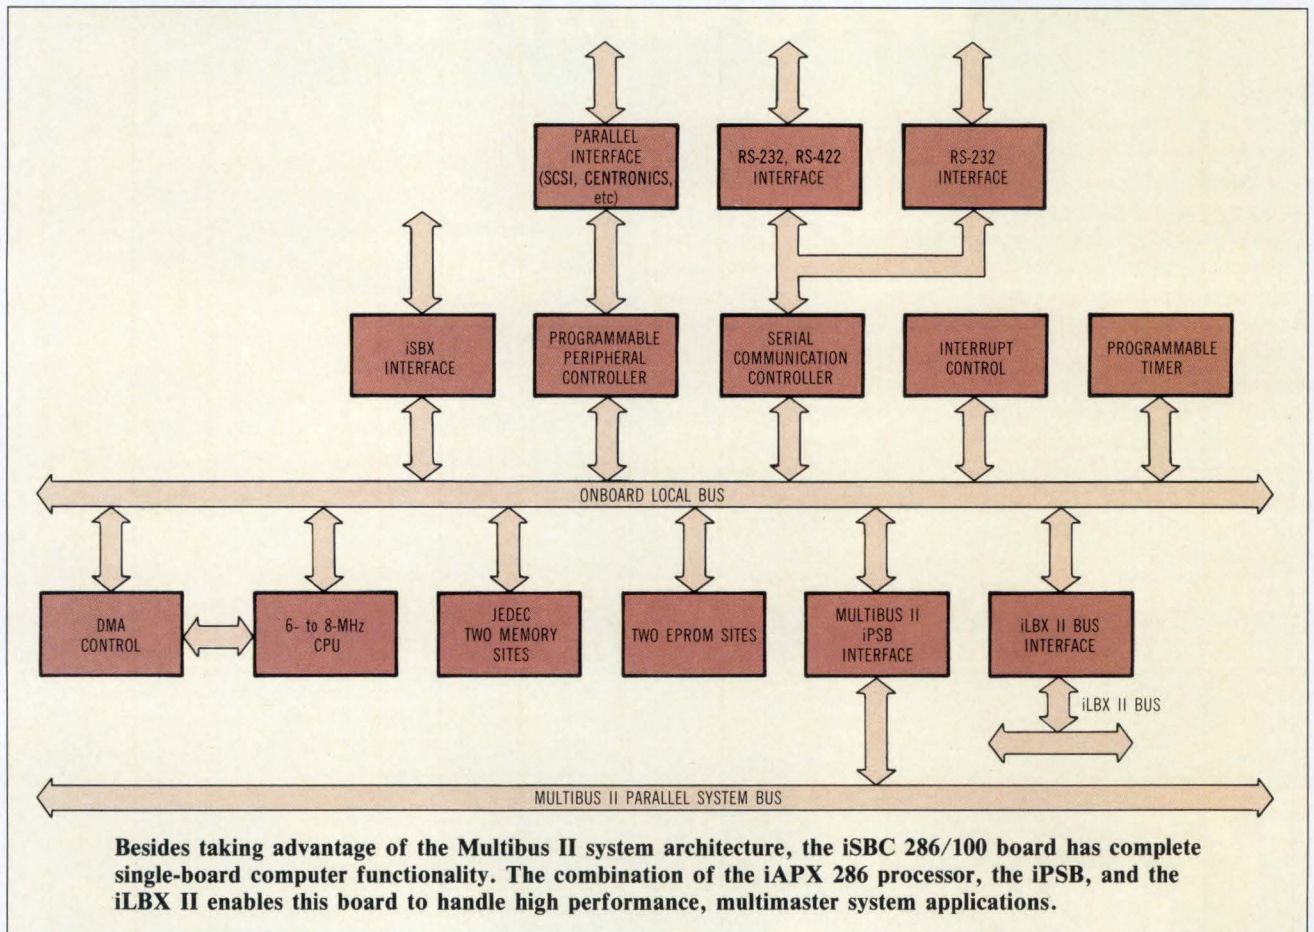 PARALLEL
INTERFACE
(SCSI, CENTRONICS,
etc)
RS-232, RS-422
INTERFACE
RS-232
INTERFACE
iSBX
INTERFACE
PROGRAMMABLE
PERIPHERAL
CONTROLLER
SERIAL
COMMUNICATION
CONTROLLER
INTERRUPT
CONTROL
PROGRAMMABLE
TIMER
ONBOARD LOCAL BUS
DMA
CONTROL
6- to 8-MHz
CPU
JEDEC
TWO MEMORY
SITES
TWO EPROM SITES
MULTIBUS II
iPSB
INTERFACE
iLBX II BUS
INTERFACE
iLBX II BUS
MULTIBUS II PARALLEL SYSTEM BUS
Besides taking advantage of the Multibus II system architecture, the iSBC 286/100 board has complete
single-board computer functionality. The combination of the iAPX 286 processor, the iPSB, and the
iLBX II enables this board to handle high performance, multimaster system applications.